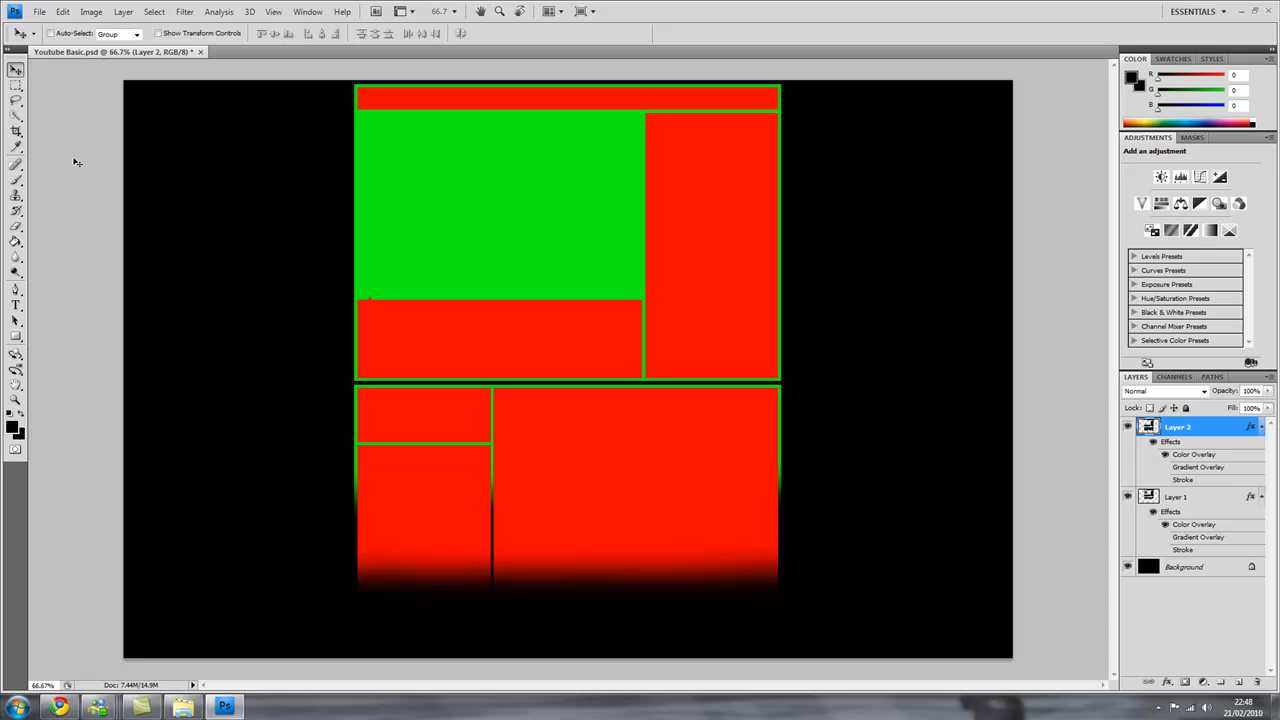 Ps File Edit Image Layer Select Filter Analysis 3D View Window Help 66.7 ESSENTIALS
Auto-Select: Group Show Transform Controls
Youtube Basic.psd @ 66.7% (Layer 2, RGB/8) *
COLOR SWATCHES STYLES
R 0
G 0
B 0
ADJUSTMENTS MASKS
Add an adjustment
Levels Presets
Curves Presets
Exposure Presets
Hue/Saturation Presets
Black & White Presets
Channel Mixer Presets
Selective Color Presets
LAYERS CHANNELS PATHS
Normal Opacity: 100%
Lock: Fill: 100%
Layer 2 fx
Effects
Color Overlay
Gradient Overlay
Stroke
Layer 1 fx
Effects
Color Overlay
Gradient Overlay
Stroke
Background
66.67% Doc: 7.44M/14.9M
Ps
22:48
21/02/2010